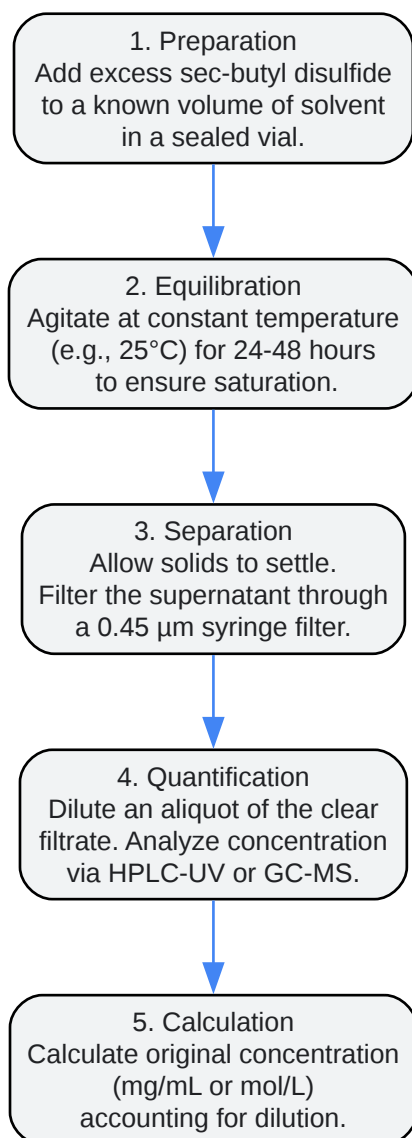 1. Preparation
Add excess sec-butyl disulfide
to a known volume of solvent
in a sealed vial.
2. Equilibration
Agitate at constant temperature
(e.g., 25°C) for 24-48 hours
to ensure saturation.
3. Separation
Allow solids to settle.
Filter the supernatant through
a 0.45 µm syringe filter.
4. Quantification
Dilute an aliquot of the clear
filtrate. Analyze concentration
via HPLC-UV or GC-MS.
5. Calculation
Calculate original concentration
(mg/mL or mol/L)
accounting for dilution.